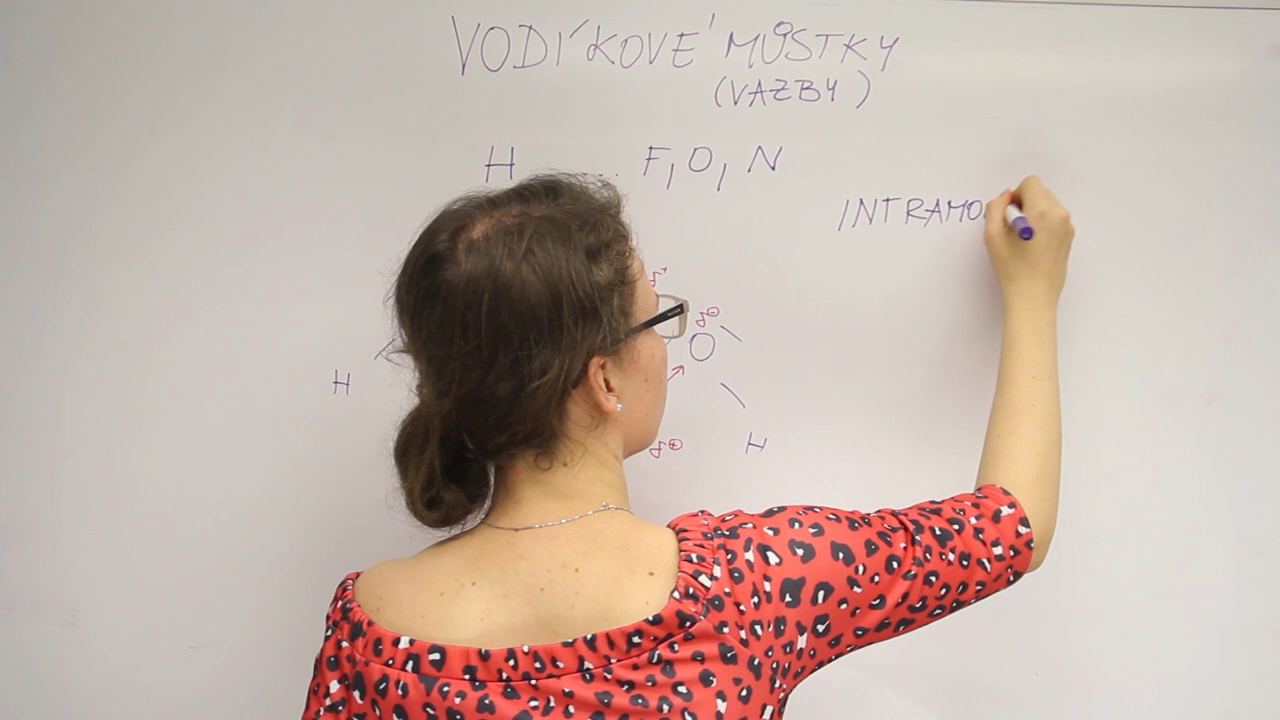 VODÍKOVÉ MŮSTKY
(VAZBY)
H ... F, O, N
INTRAMO
δ⁺
δ⊖
O
H
δ⊕
H